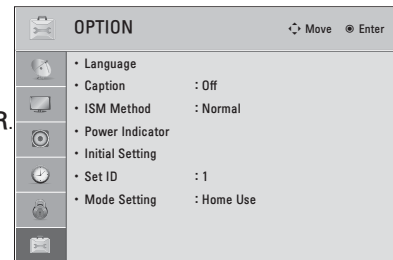 OPTION Move Enter
• Language
• Caption : Off
R.
• ISM Method : Normal
• Power Indicator
• Initial Setting
• Set ID : 1
• Mode Setting : Home Use